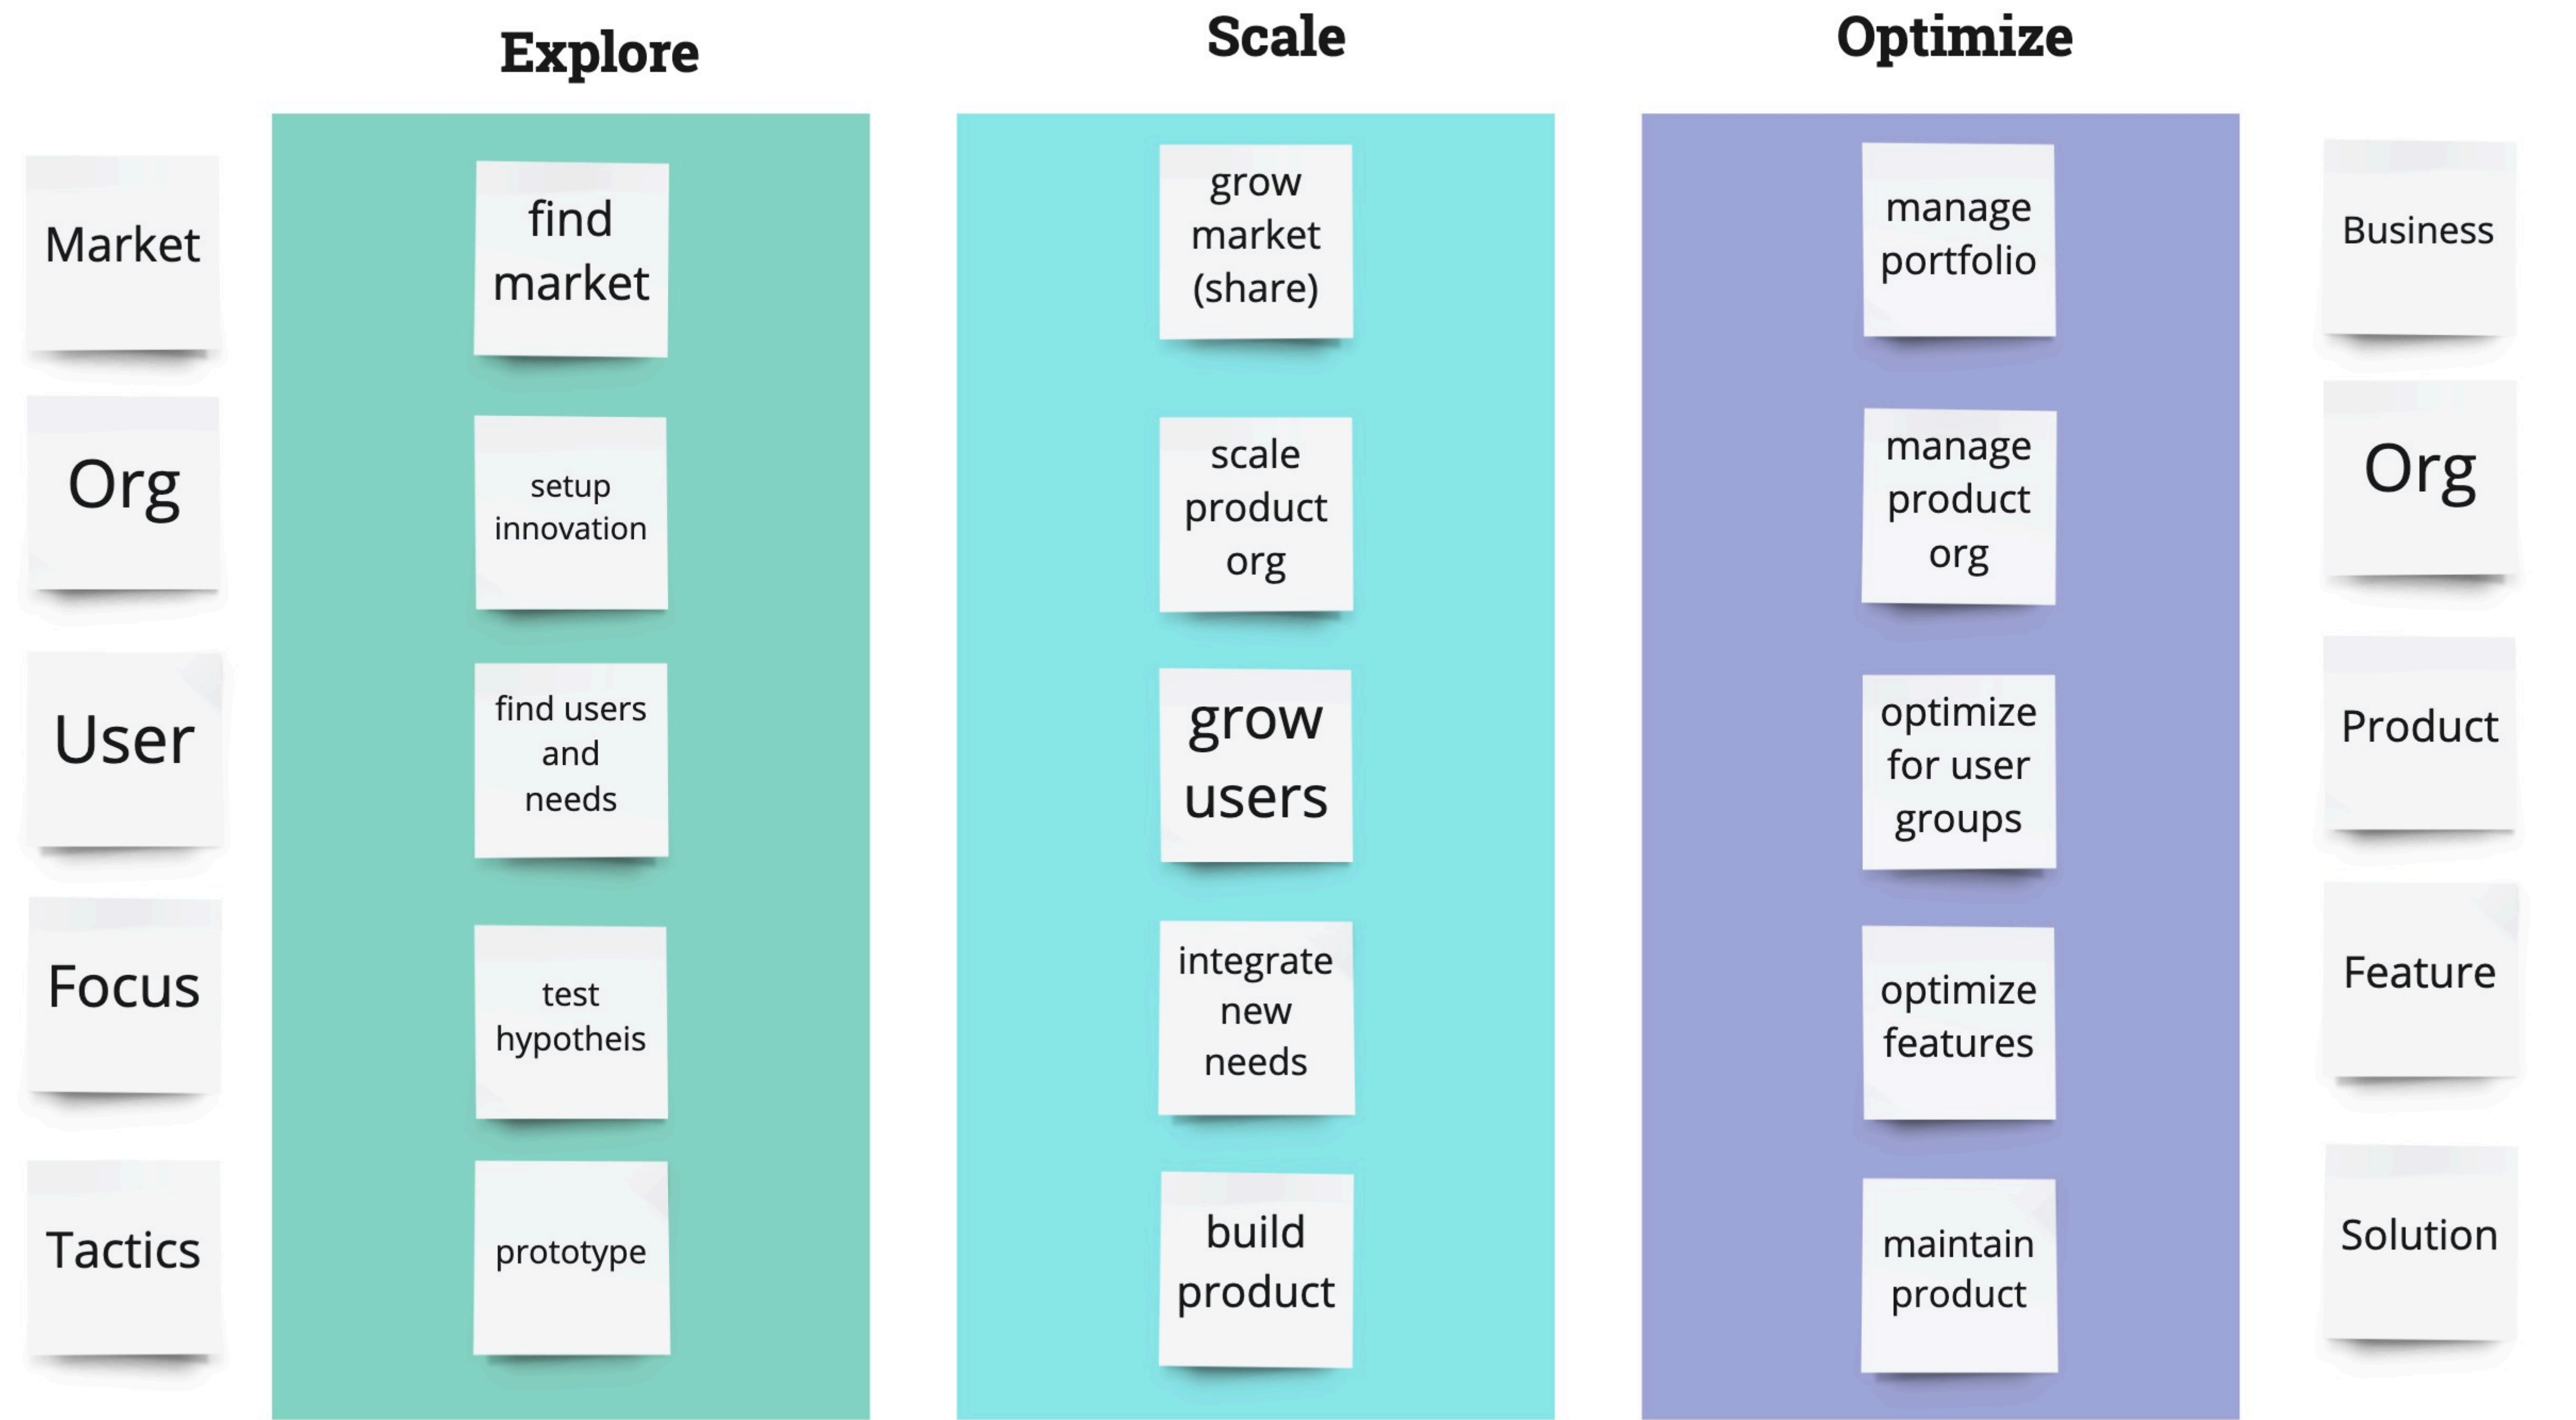 Explore
Scale
Optimize
Market
find
market
grow
market
(share)
manage
portfolio
Business
Org
setup
innovation
scale
product
org
manage
product
org
Org
User
find users
and
needs
grow
users
optimize
for user
groups
Product
Focus
test
hypotheis
integrate
new
needs
optimize
features
Feature
Tactics
prototype
build
product
maintain
product
Solution